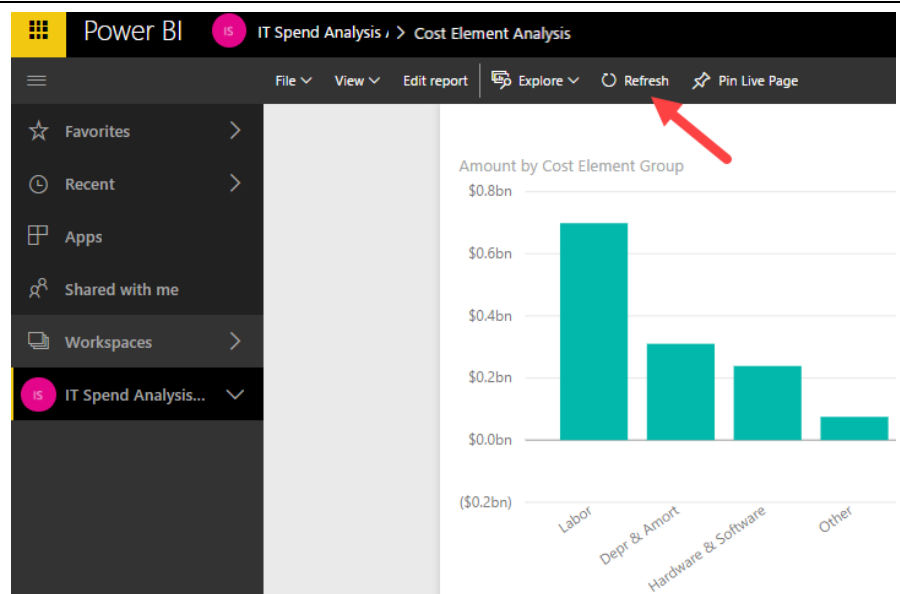 Power BI IS IT Spend Analysis / > Cost Element Analysis
File View Edit report Explore Refresh Pin Live Page
Favorites
Recent
Apps
Shared with me
Workspaces
IS IT Spend Analysis...
Amount by Cost Element Group
$0.8bn
$0.6bn
$0.4bn
$0.2bn
$0.0bn
($0.2bn)
Labor
Depr & Amort
Hardware & Software
Other